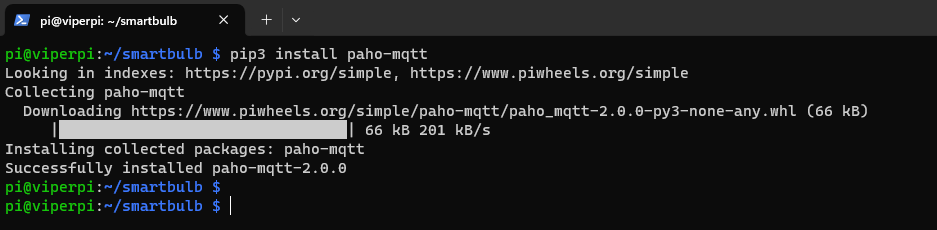 pi@viperpi: ~/smartbulb
pi@viperpi:~/smartbulb $ pip3 install paho-mqtt
Looking in indexes: https://pypi.org/simple, https://www.piwheels.org/simple
Collecting paho-mqtt
  Downloading https://www.piwheels.org/simple/paho-mqtt/paho_mqtt-2.0.0-py3-none-any.whl (66 kB)
     |████████████████████████████████| 66 kB 201 kB/s
Installing collected packages: paho-mqtt
Successfully installed paho-mqtt-2.0.0
pi@viperpi:~/smartbulb $
pi@viperpi:~/smartbulb $